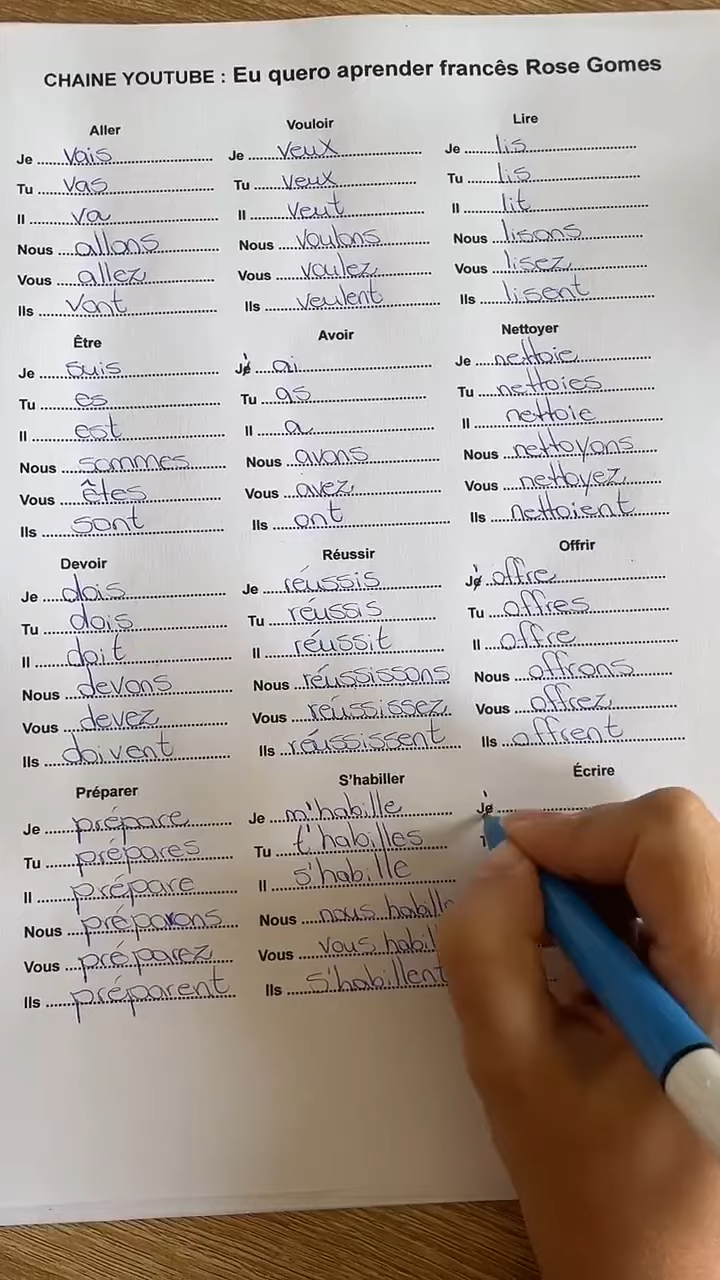 CHAINE YOUTUBE : Eu quero aprender francês Rose Gomes
Aller
Je vais
Tu vas
Il va
Nous allons
Vous allez
Ils vont
Vouloir
Je veux
Tu veux
Il veut
Nous voulons
Vous voulez
Ils veulent
Lire
Je lis
Tu lis
Il lit
Nous lisons
Vous lisez
Ils lisent
Être
Je suis
Tu es
Il est
Nous sommes
Vous êtes
Ils sont
Avoir
J' ai
Tu as
Il a
Nous avons
Vous avez
Ils ont
Nettoyer
Je nettoie
Tu nettoies
Il nettoie
Nous nettoyons
Vous nettoyez
Ils nettoient
Devoir
Je dois
Tu dois
Il doit
Nous devons
Vous devez
Ils doivent
Réussir
Je réussis
Tu réussis
Il réussit
Nous réussissons
Vous réussissez
Ils réussissent
Offrir
J' offre
Tu offres
Il offre
Nous offrons
Vous offrez
Ils offrent
Préparer
Je prépare
Tu prépares
Il prépare
Nous préparons
Vous préparez
Ils préparent
S'habiller
Je m'habille
Tu t'habilles
Il s'habille
Nous nous habill
Vous vous habil
Ils s'habillent
Écrire
J'